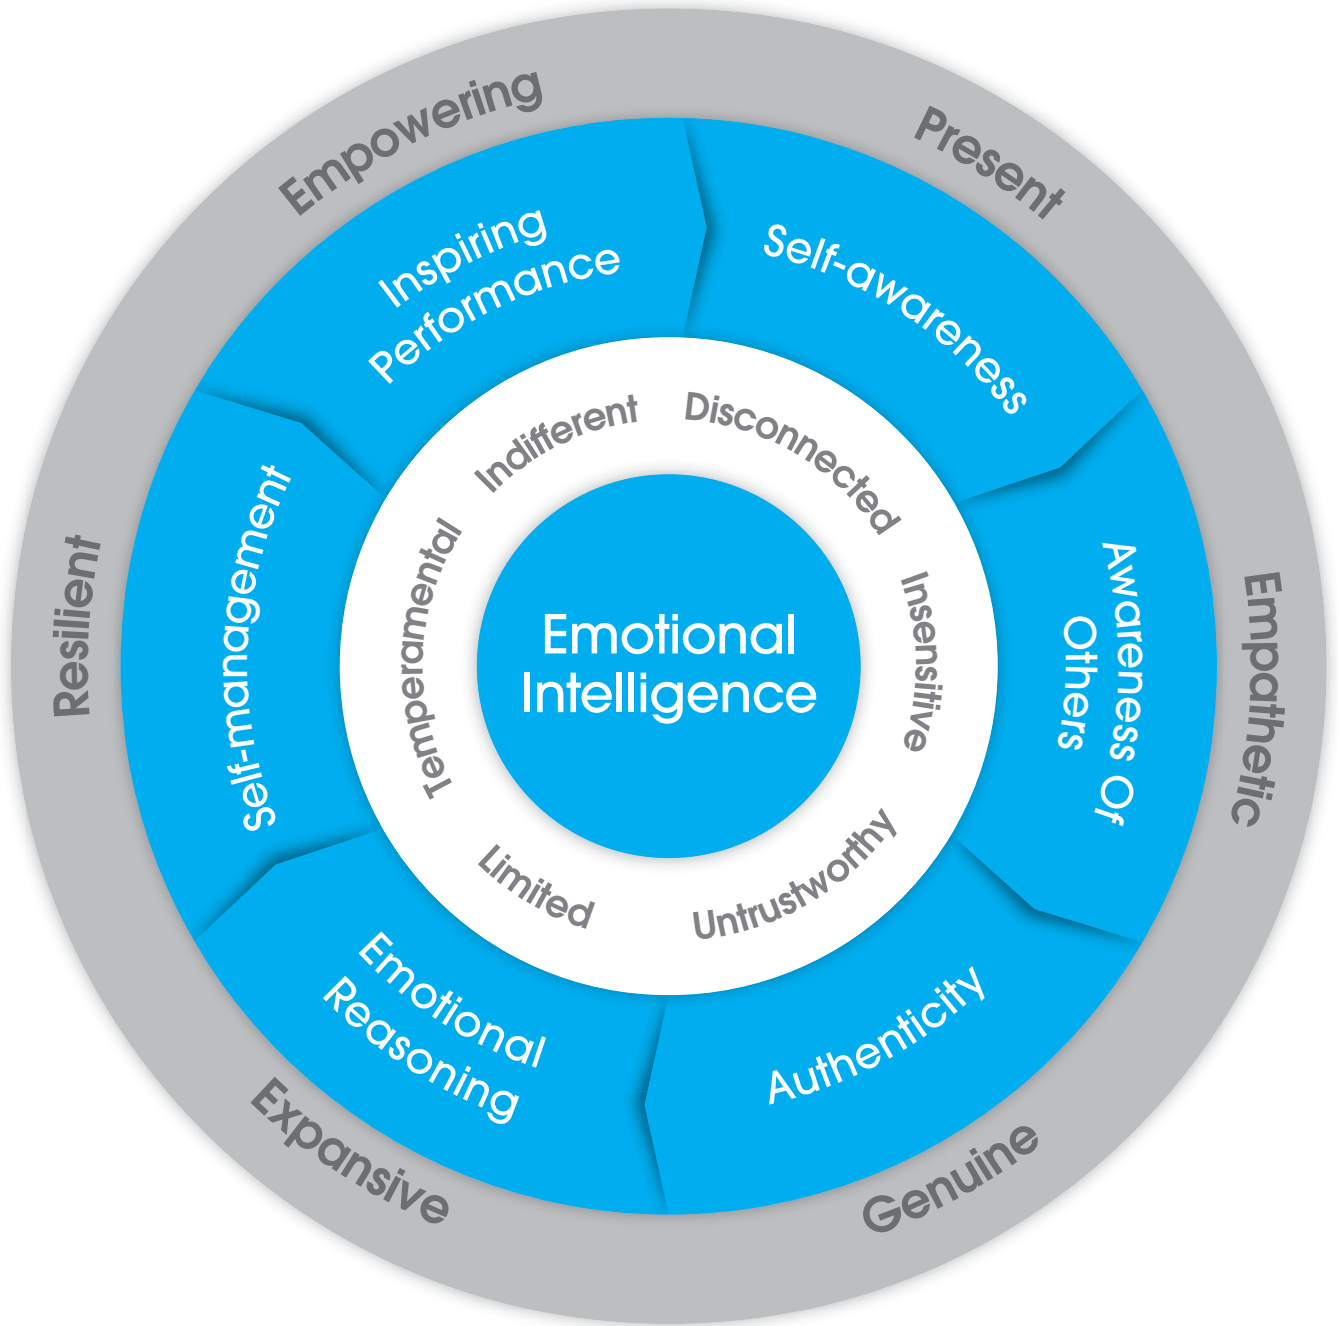 Empowering
Present
Empathetic
Genuine
Expansive
Resilient
Inspiring
Performance
Self-awareness
Awareness Of
Others
Authenticity
Emotional
Reasoning
Self-management
Indifferent
Disconnected
Insensitive
Untrustworthy
Limited
Temperamental
Emotional
Intelligence